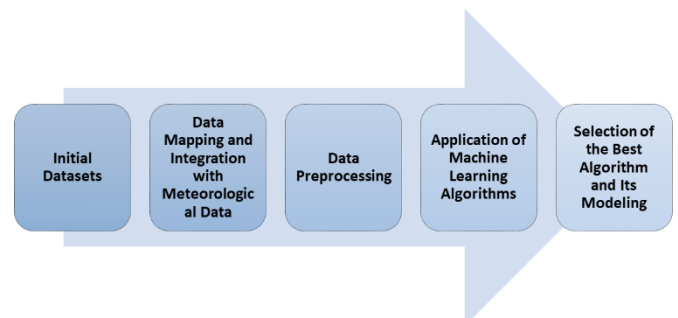 Initial
Datasets
Data
Mapping and
Integration
with
Meteorologic
al Data
Data
Preprocessing
Application of
Machine
Learning
Algorithms
Selection of
the Best
Algorithm
and Its
Modeling